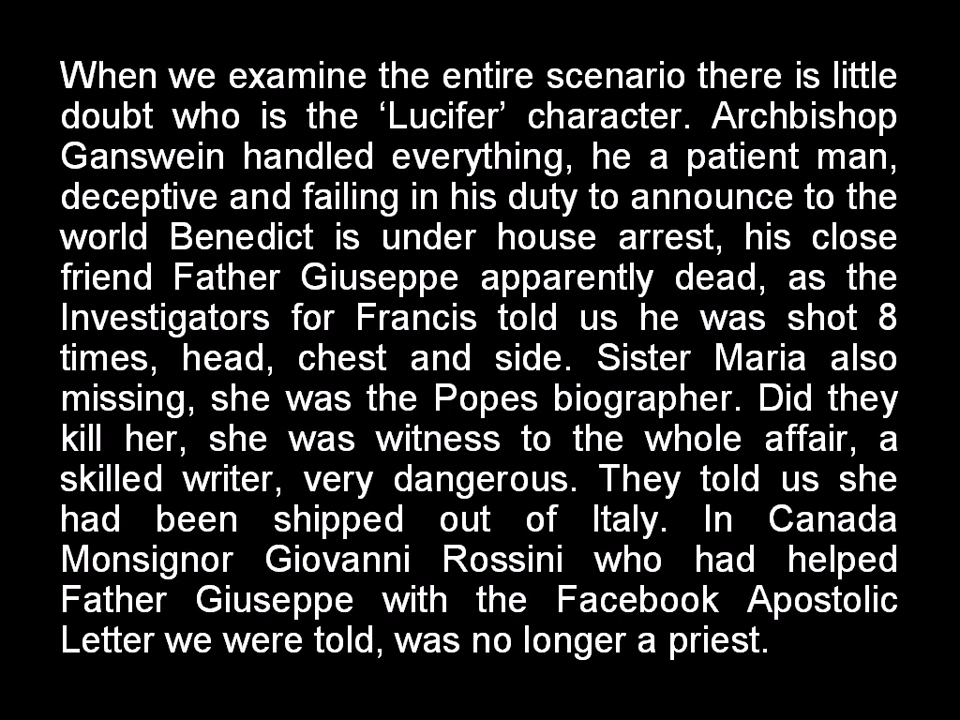 When we examine the entire scenario there is little
doubt who is the ‘Lucifer’ character. Archbishop
Ganswein handled everything, he a patient man,
deceptive and failing in his duty to announce to the
world Benedict is under house arrest, his close
friend Father Giuseppe apparently dead, as the
Investigators for Francis told us he was shot 8
times, head, chest and side. Sister Maria also
missing, she was the Popes biographer. Did they
kill her, she was witness to the whole affair, a
skilled writer, very dangerous. They told us she
had been shipped out of Italy. In Canada
Monsignor Giovanni Rossini who had helped
Father Giuseppe with the Facebook Apostolic
Letter we were told, was no longer a priest.